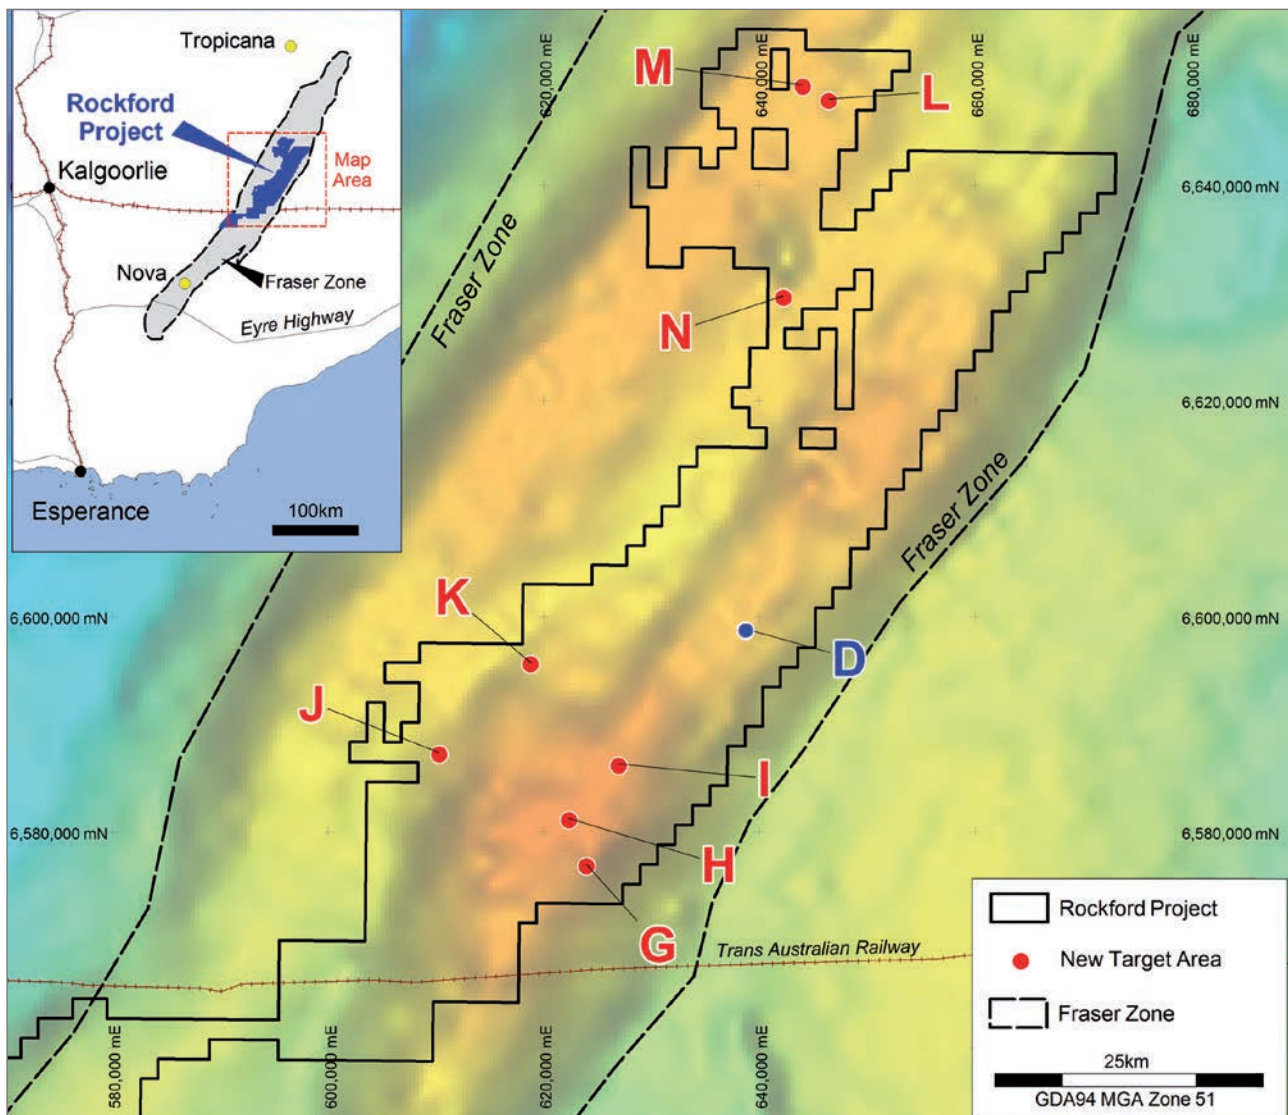 Tropicana
Rockford
Project
Kalgoorlie
Map
Area
Nova
Fraser Zone
Eyre Highway
Esperance
100km
620,000 mE
640,000 mE
660,000 mE
680,000 mE
M
L
6,640,000 mN
Fraser Zone
N
6,620,000 mN
Fraser Zone
K
6,600,000 mN
6,600,000 mN
D
J
I
6,580,000 mN
6,580,000 mN
H
G
Trans Australian Railway
580,000 mE
600,000 mE
620,000 mE
640,000 mE
Rockford Project
New Target Area
Fraser Zone
25km
GDA94 MGA Zone 51